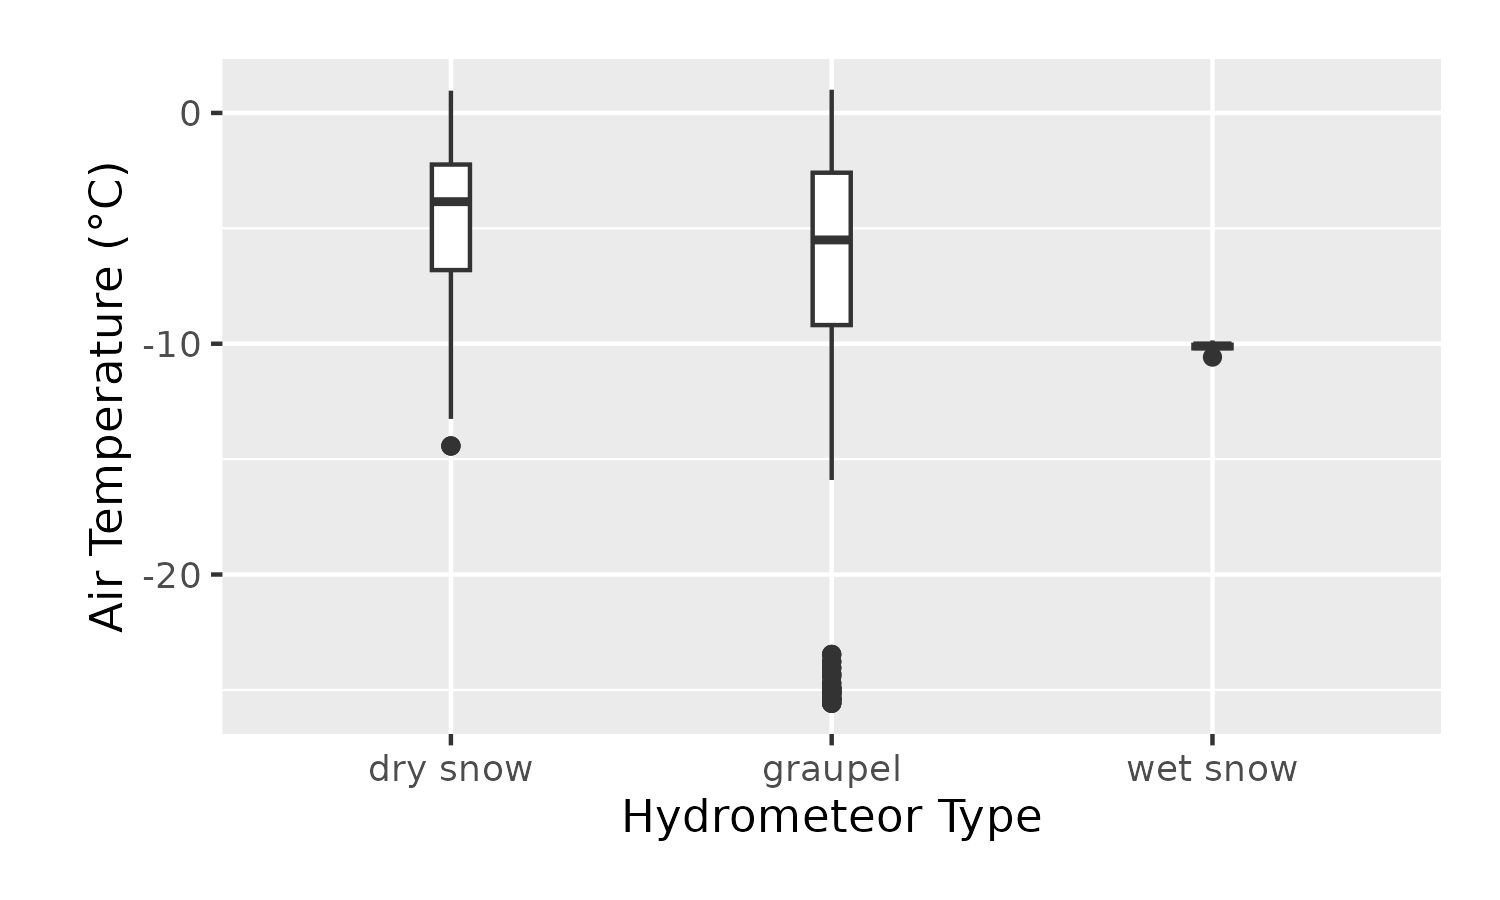 Air Temperature (°C)
0
-10
-20
dry snow graupel wet snow
Hydrometeor Type